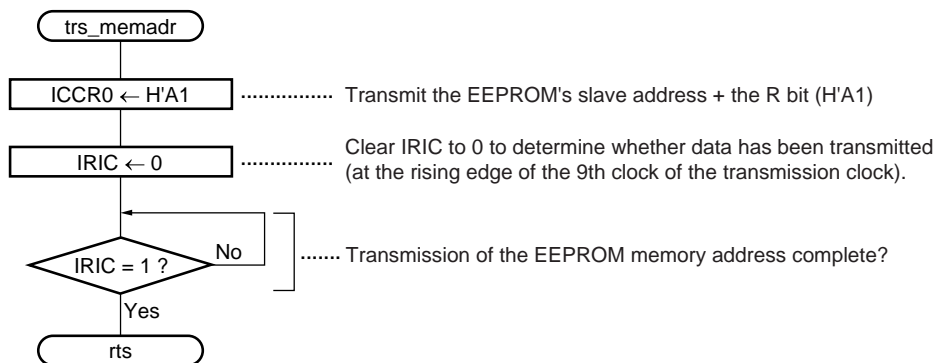 trs_memadr
ICCR0 ← H'A1 ................ Transmit the EEPROM's slave address + the R bit (H'A1)
IRIC ← 0 ................ Clear IRIC to 0 to determine whether data has been transmitted
(at the rising edge of the 9th clock of the transmission clock).
IRIC = 1 ? No ....... Transmission of the EEPROM memory address complete?
Yes
rts